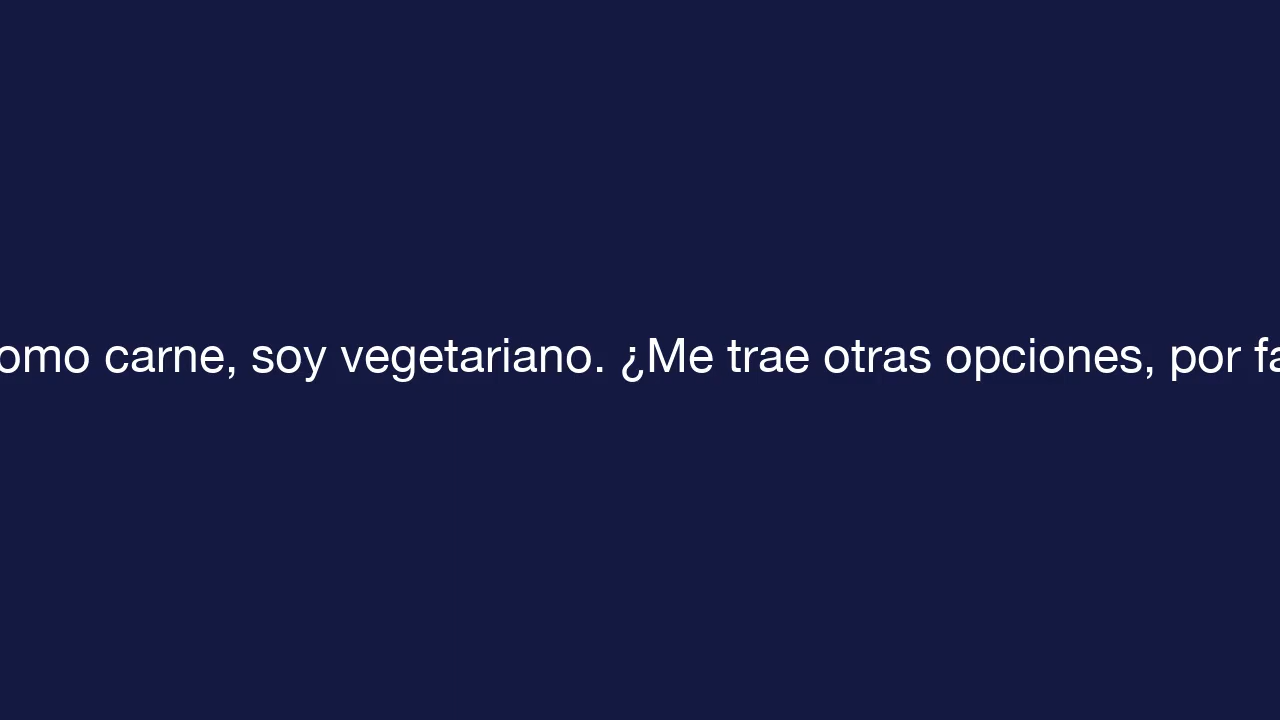 omo carne, soy vegetariano. ¿Me trae otras opciones, por fa